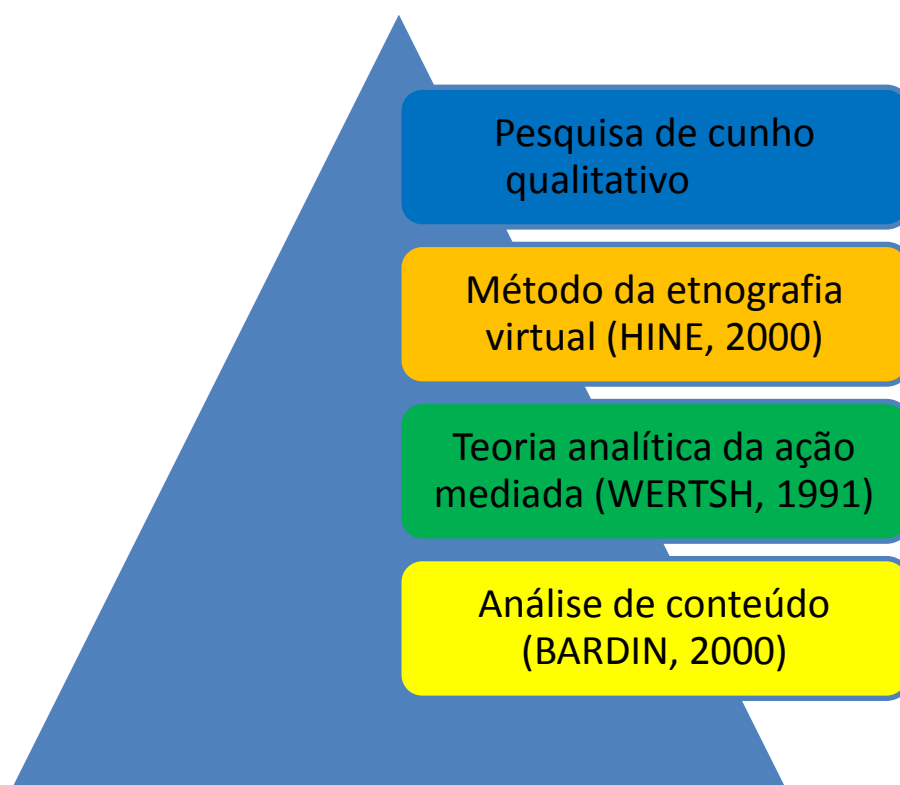 Pesquisa de cunho
qualitativo
Método da etnografia
virtual (HINE, 2000)
Teoria analítica da ação
mediada (WERTSH, 1991)
Análise de conteúdo
(BARDIN, 2000)